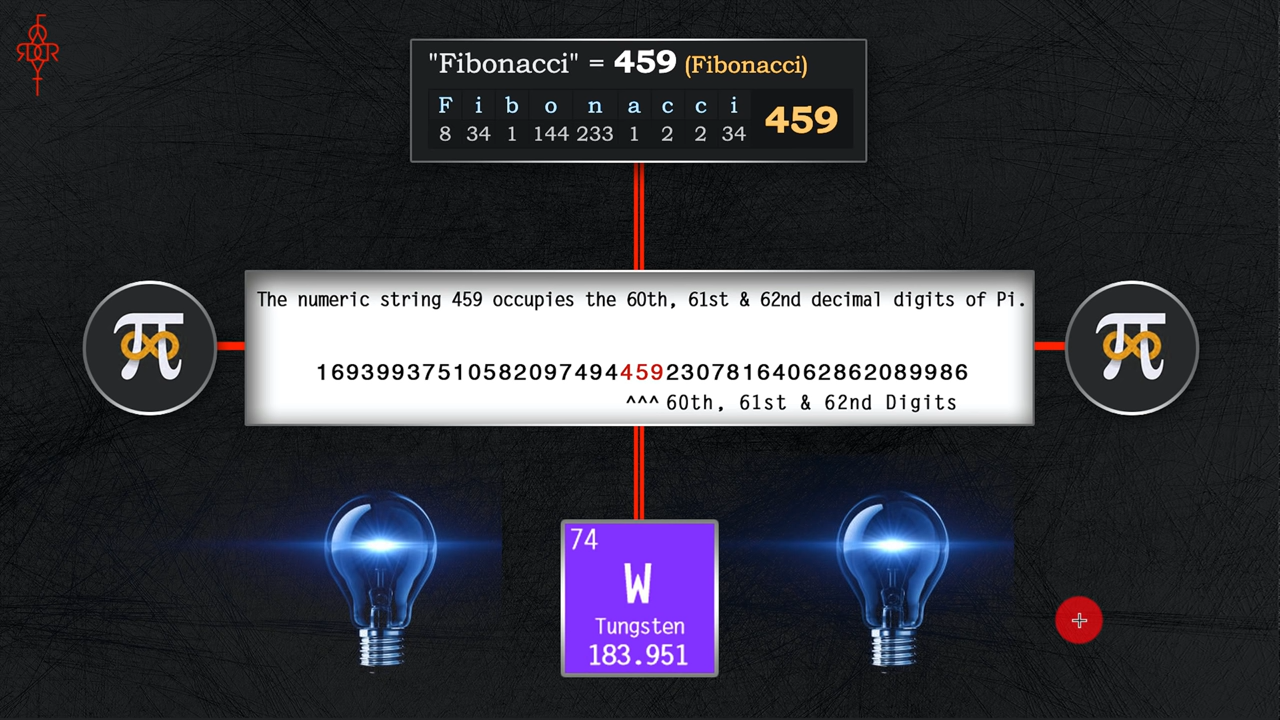 "Fibonacci" = 459 (Fibonacci)
F i b o n a c c i 459
8 34 1 144 233 1 2 2 34
The numeric string 459 occupies the 60th, 61st & 62nd decimal digits of Pi.
π π
16939937510582097494459230781640628620899​86
^^^ 60th, 61st & 62nd Digits
74
W
Tungsten
183.951